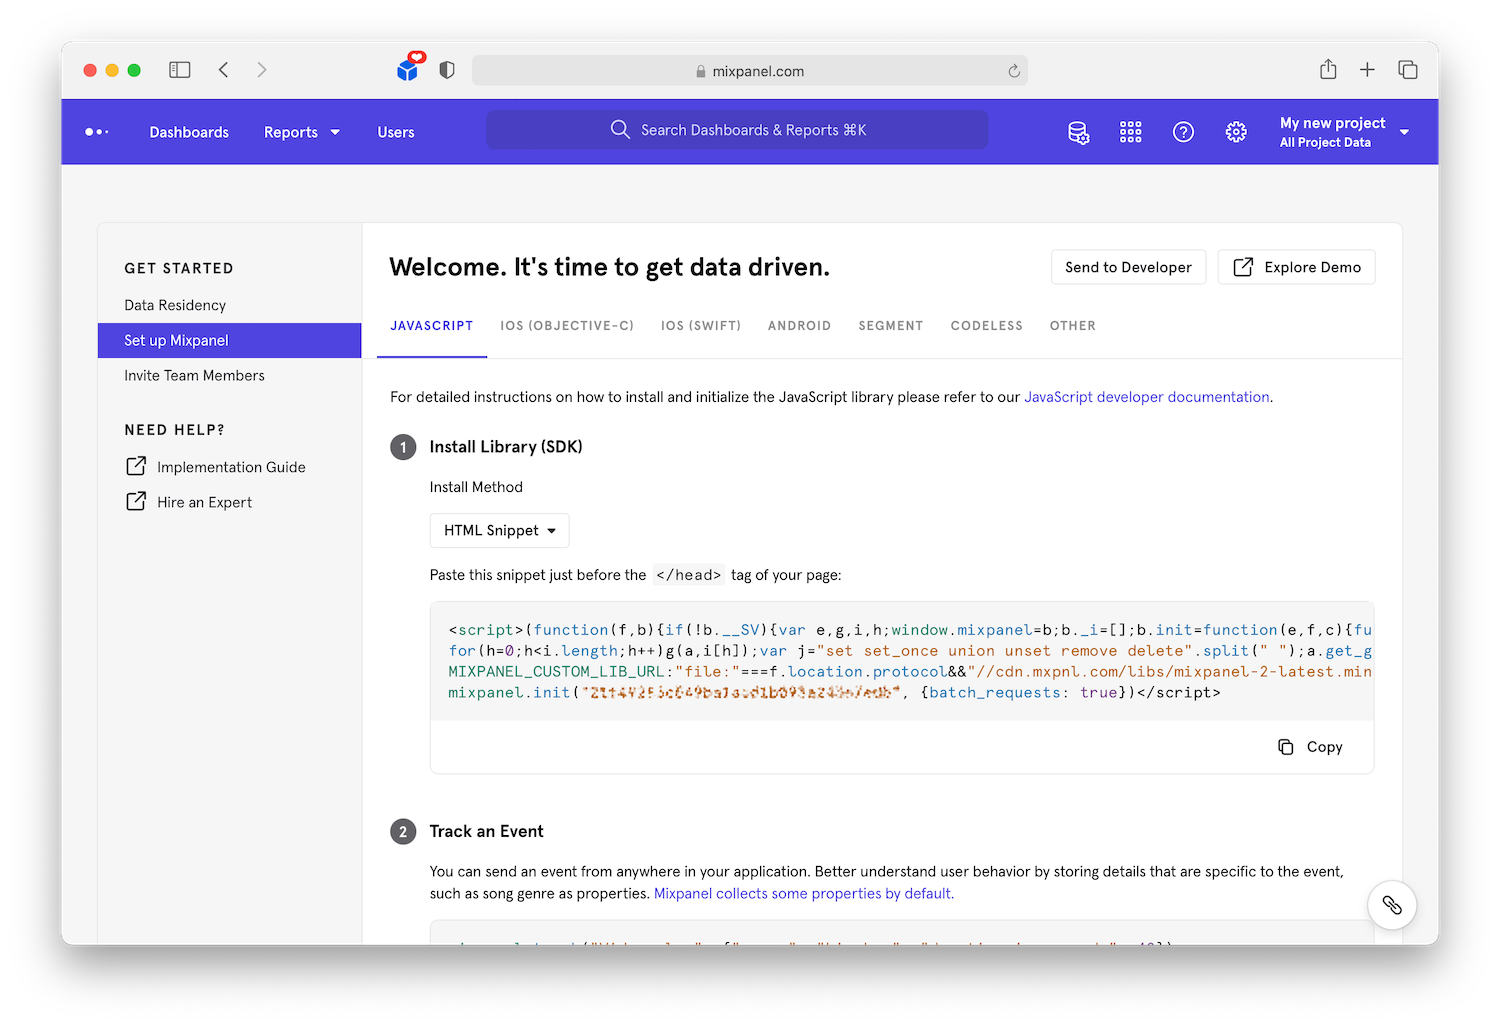 mixpanel.com
Dashboards
Reports
Users
Search Dashboards & Reports ⌘K
My new project
All Project Data
GET STARTED
Data Residency
Set up Mixpanel
Invite Team Members
NEED HELP?
Implementation Guide
Hire an Expert
Welcome. It's time to get data driven.
Send to Developer
Explore Demo
JAVASCRIPT
IOS (OBJECTIVE-C)
IOS (SWIFT)
ANDROID
SEGMENT
CODELESS
OTHER
For detailed instructions on how to install and initialize the JavaScript library please refer to our JavaScript developer documentation.
1 Install Library (SDK)
Install Method
HTML Snippet
Paste this snippet just before the </head> tag of your page:
<script>(function(f,b){if(!b.__SV){var e,g,i,h;window.mixpanel=b;b._i=[];b.init=function(e,f,c){fu
for(h=0;h<i.length;h++)g(a,i[h]);var j="set set_once union unset remove delete".split(" ");a.get_g
MIXPANEL_CUSTOM_LIB_URL:"file:"===f.location.protocol&&"//cdn.mxpnl.com/libs/mixpanel-2-latest.min
mixpanel.init(" ", {batch_requests: true})</script>
Copy
2 Track an Event
You can send an event from anywhere in your application. Better understand user behavior by storing details that are specific to the event,
such as song genre as properties. Mixpanel collects some properties by default.